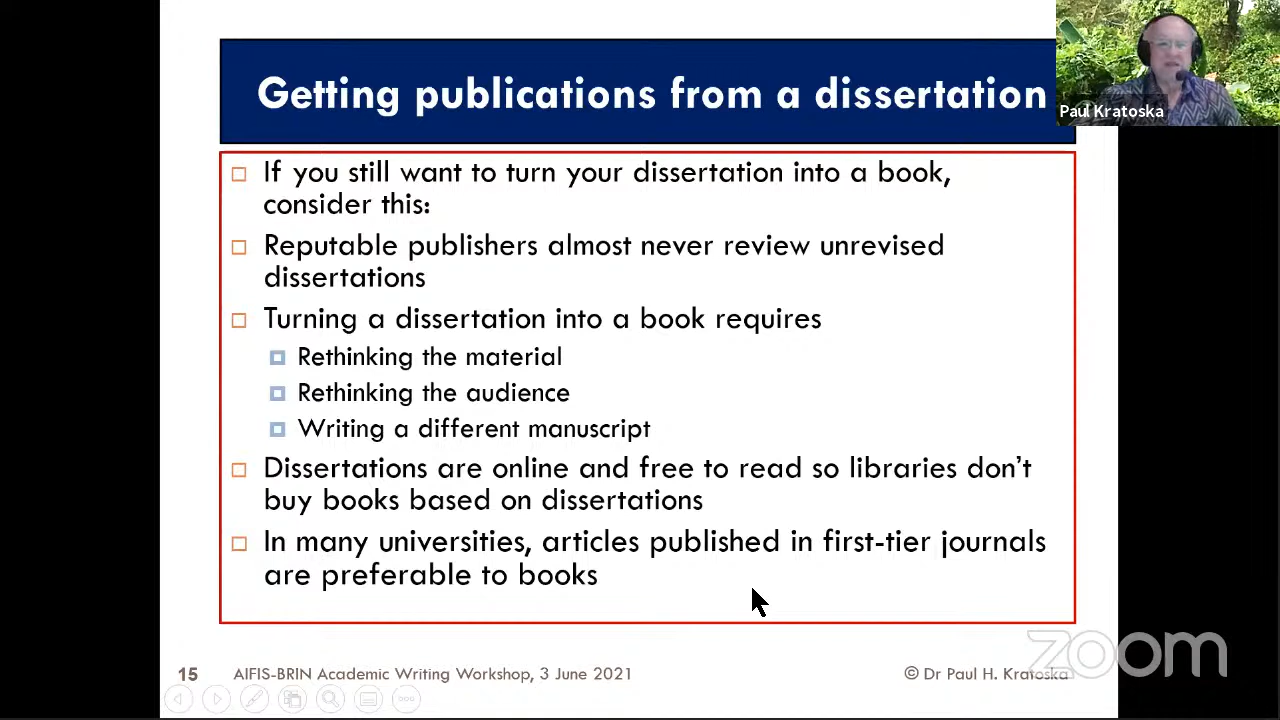 Getting publications from a dissertation
Paul Kratoska
If you still want to turn your dissertation into a book,
consider this:
Reputable publishers almost never review unrevised
dissertations
Turning a dissertation into a book requires
Rethinking the material
Rethinking the audience
Writing a different manuscript
Dissertations are online and free to read so libraries don't
buy books based on dissertations
In many universities, articles published in first-tier journals
are preferable to books
15 AIFIS-BRIN Academic Writing Workshop, 3 June 2021 © Dr Paul H. Kratoska
zoom